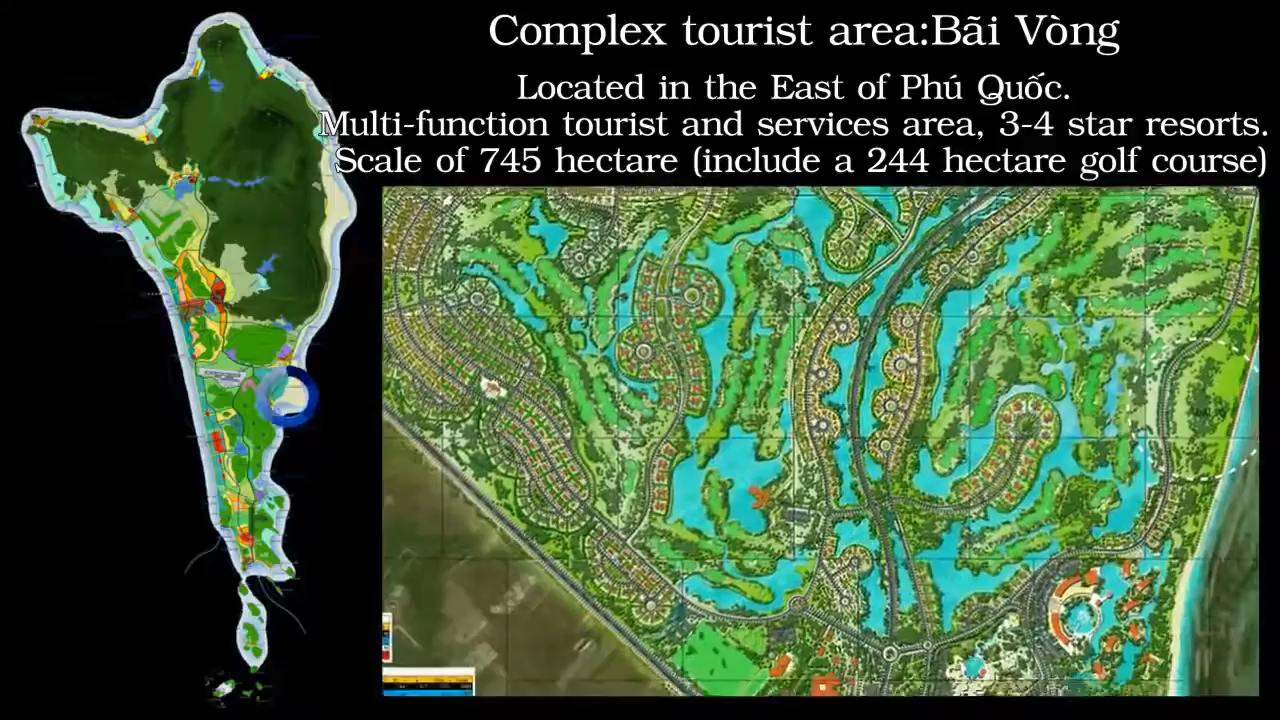 Complex tourist area:Bãi Vòng
Located in the East of Phú Quốc.
Multi-function tourist and services area, 3-4 star resorts.
Scale of 745 hectare (include a 244 hectare golf course)